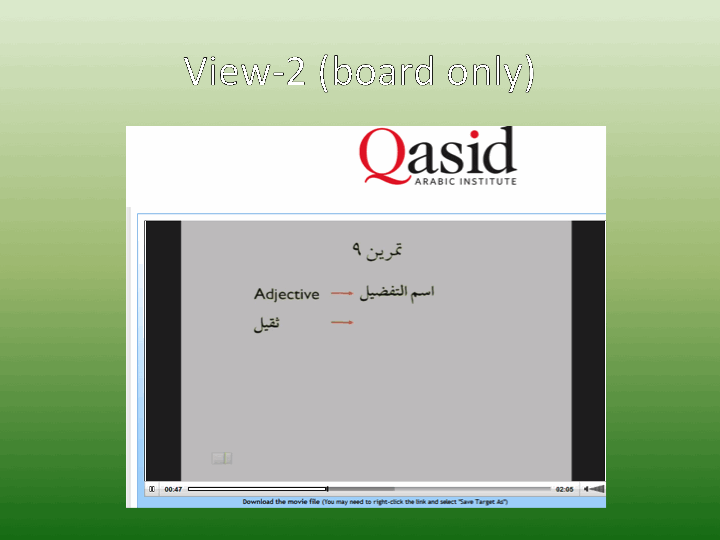 View-2 (board only)
Qasid
ARABIC INSTITUTE
تمرين ٩
Adjective → اسم التفضيل
ثقيل →
00:47 02:05
Download the movie file (You may need to right-click the link and select "Save Target As")